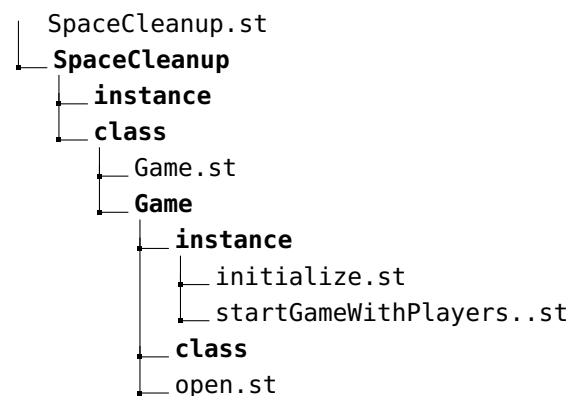 SpaceCleanup.st
SpaceCleanup
instance
class
Game.st
Game
instance
initialize.st
startGameWithPlayers..st
class
open.st